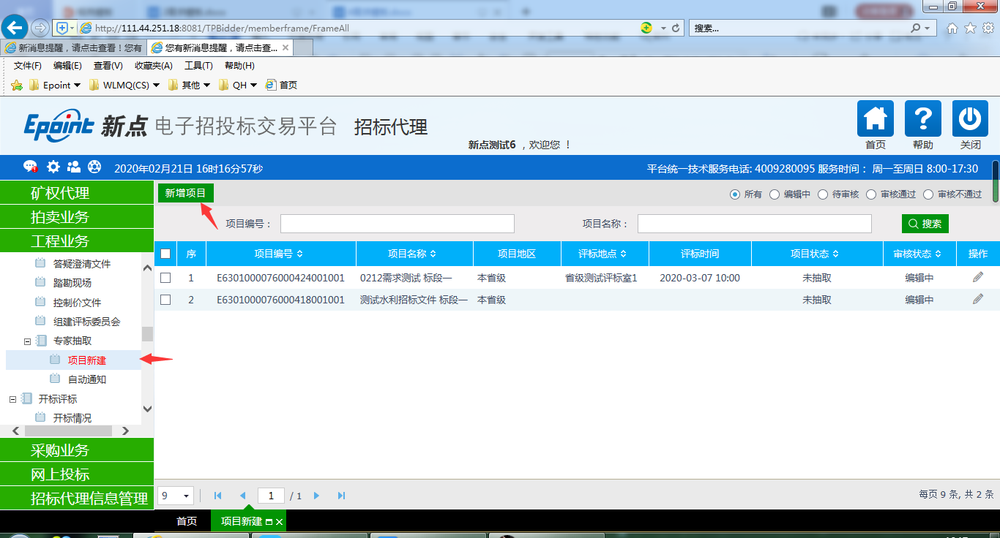 http://111.44.251.18:8081/TPBidder/memberframe/FrameAll
搜索...
新消息提醒，请点击查看！您有
您有新消息提醒，请点击查...
文件(F) 编辑(E) 查看(V) 收藏夹(A) 工具(T) 帮助(H)
Epoint WLMQ(CS) 其他 QH 首页
Epoint 新点 电子招投标交易平台 招标代理
新点测试6 ，欢迎您 ！
首页 帮助 关闭
2020年02月21日 16时16分57秒
平台统一技术服务电话: 4009280095 服务时间： 周一至周日 8:00-17:30
矿权代理
拍卖业务
工程业务
答疑澄清文件
踏勘现场
控制价文件
组建评标委员会
专家抽取
项目新建
自动通知
开标评标
开标情况
采购业务
网上投标
招标代理信息管理
新增项目
所有 编辑中 待审核 审核通过 审核不通过
项目编号： 项目名称： 搜索
序 项目编号 项目名称 项目地区 评标地点 评标时间 项目状态 审核状态 操作
1 E6301000076000424001001 0212需求测试 标段一 本省级 省级测试评标室1 2020-03-07 10:00 未抽取 编辑中
2 E6301000076000418001001 测试水利招标文件 标段一 本省级 未抽取 编辑中
9 1 / 1
每页 9 条, 共 2 条
首页 项目新建